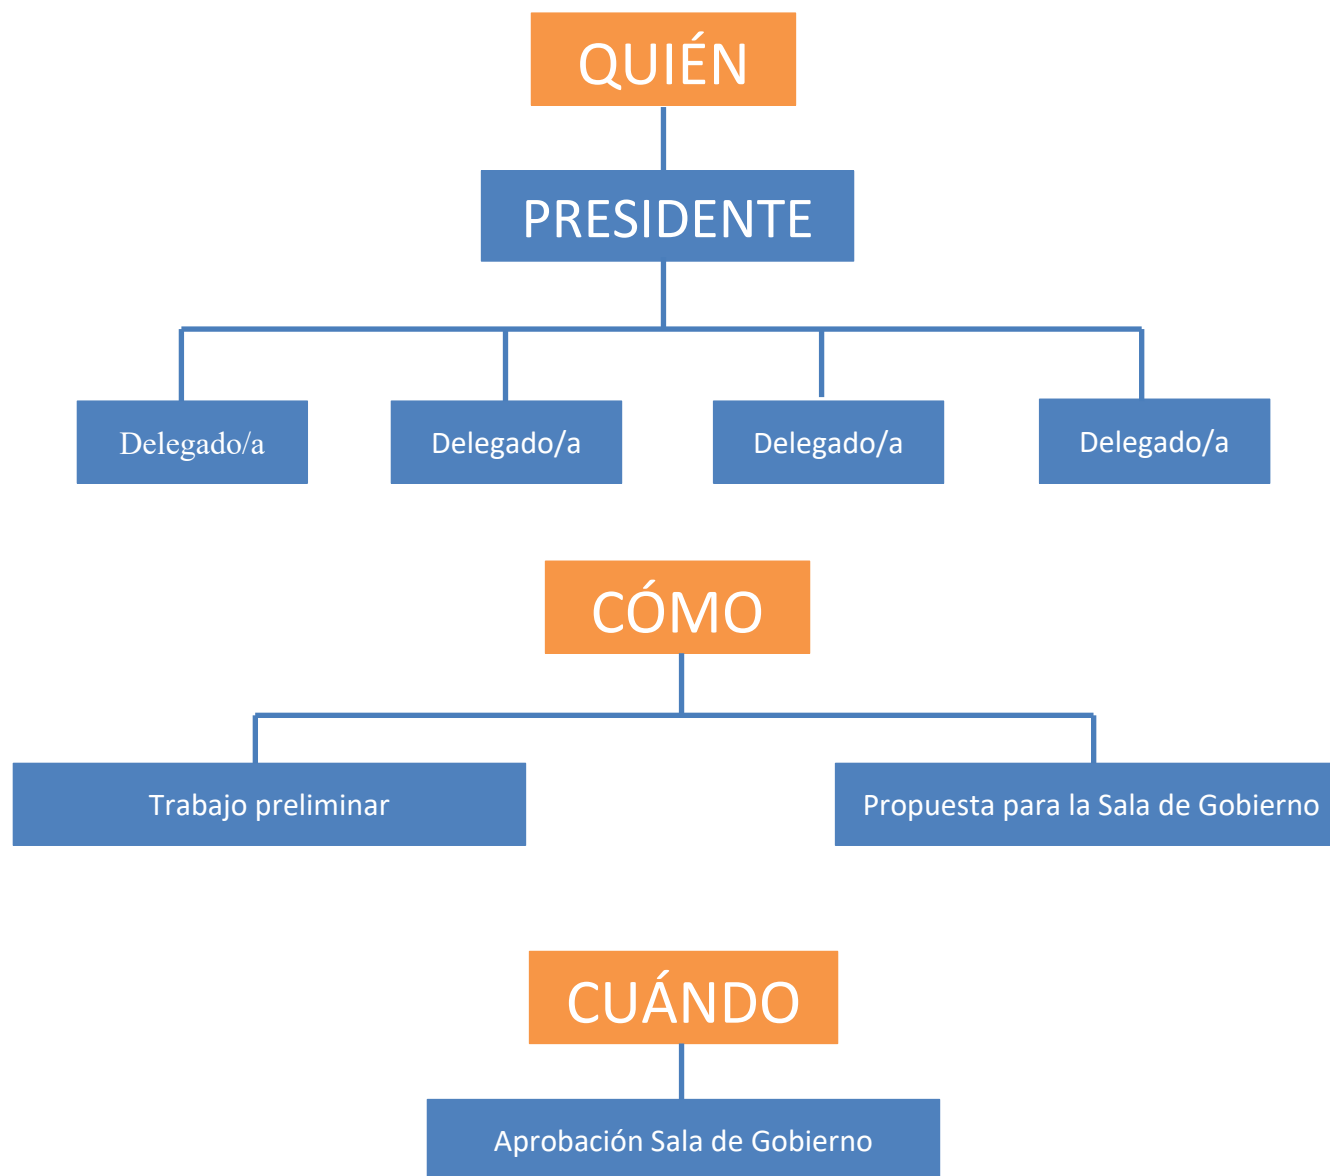 QUIÉN
PRESIDENTE
Delegado/a
Delegado/a
Delegado/a
Delegado/a
CÓMO
Trabajo preliminar
Propuesta para la Sala de Gobierno
CUÁNDO
Aprobación Sala de Gobierno